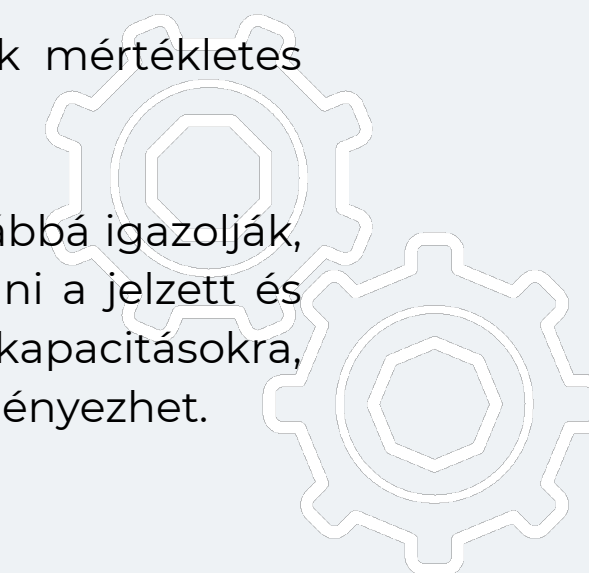 k mértékletes
ábbá igazolják,
ni a jelzett és
kapacitásokra,
ényezhet.